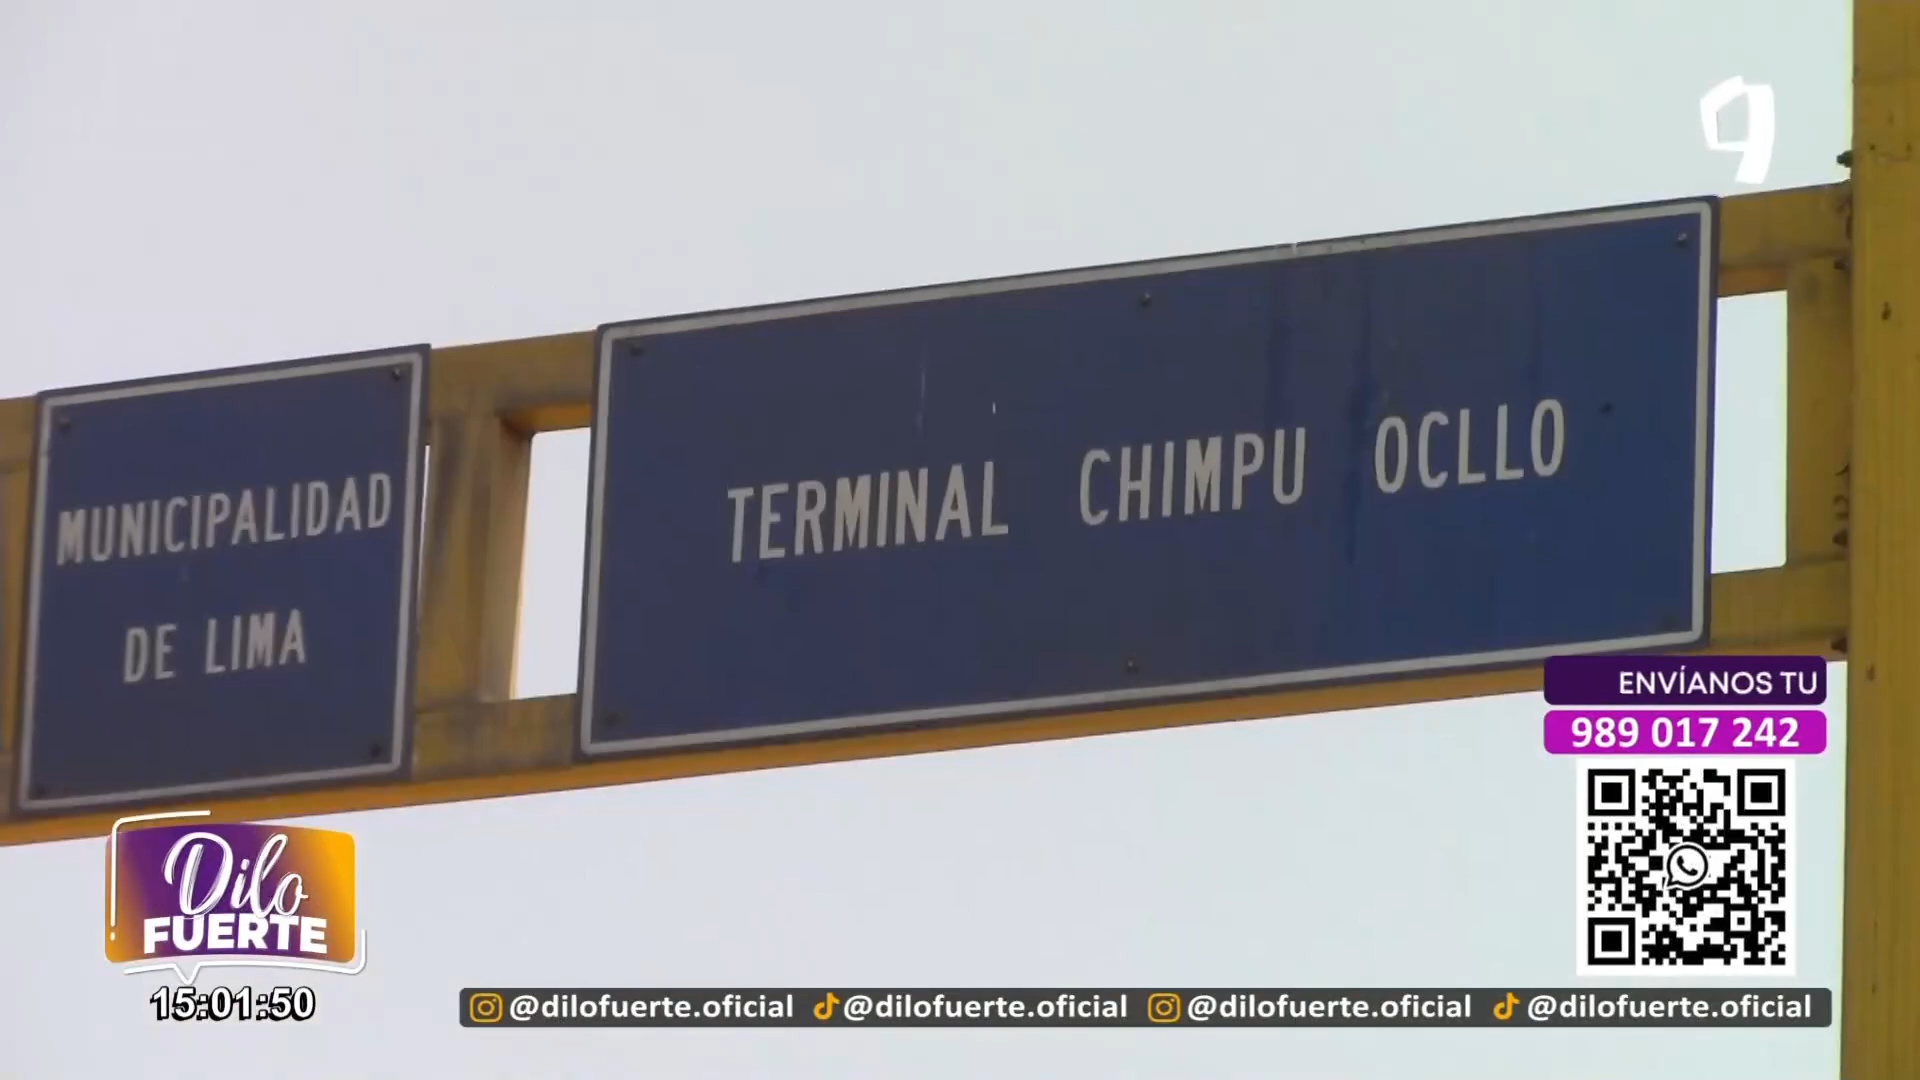 9
MUNICIPALIDAD
DE LIMA
TERMINAL CHIMPU OCLLO
ENVÍANOS TU
989 017 242
Dilo
FUERTE
15:01:50
@dilofuerte.oficial @dilofuerte.oficial @dilofuerte.oficial @dilofuerte.oficial